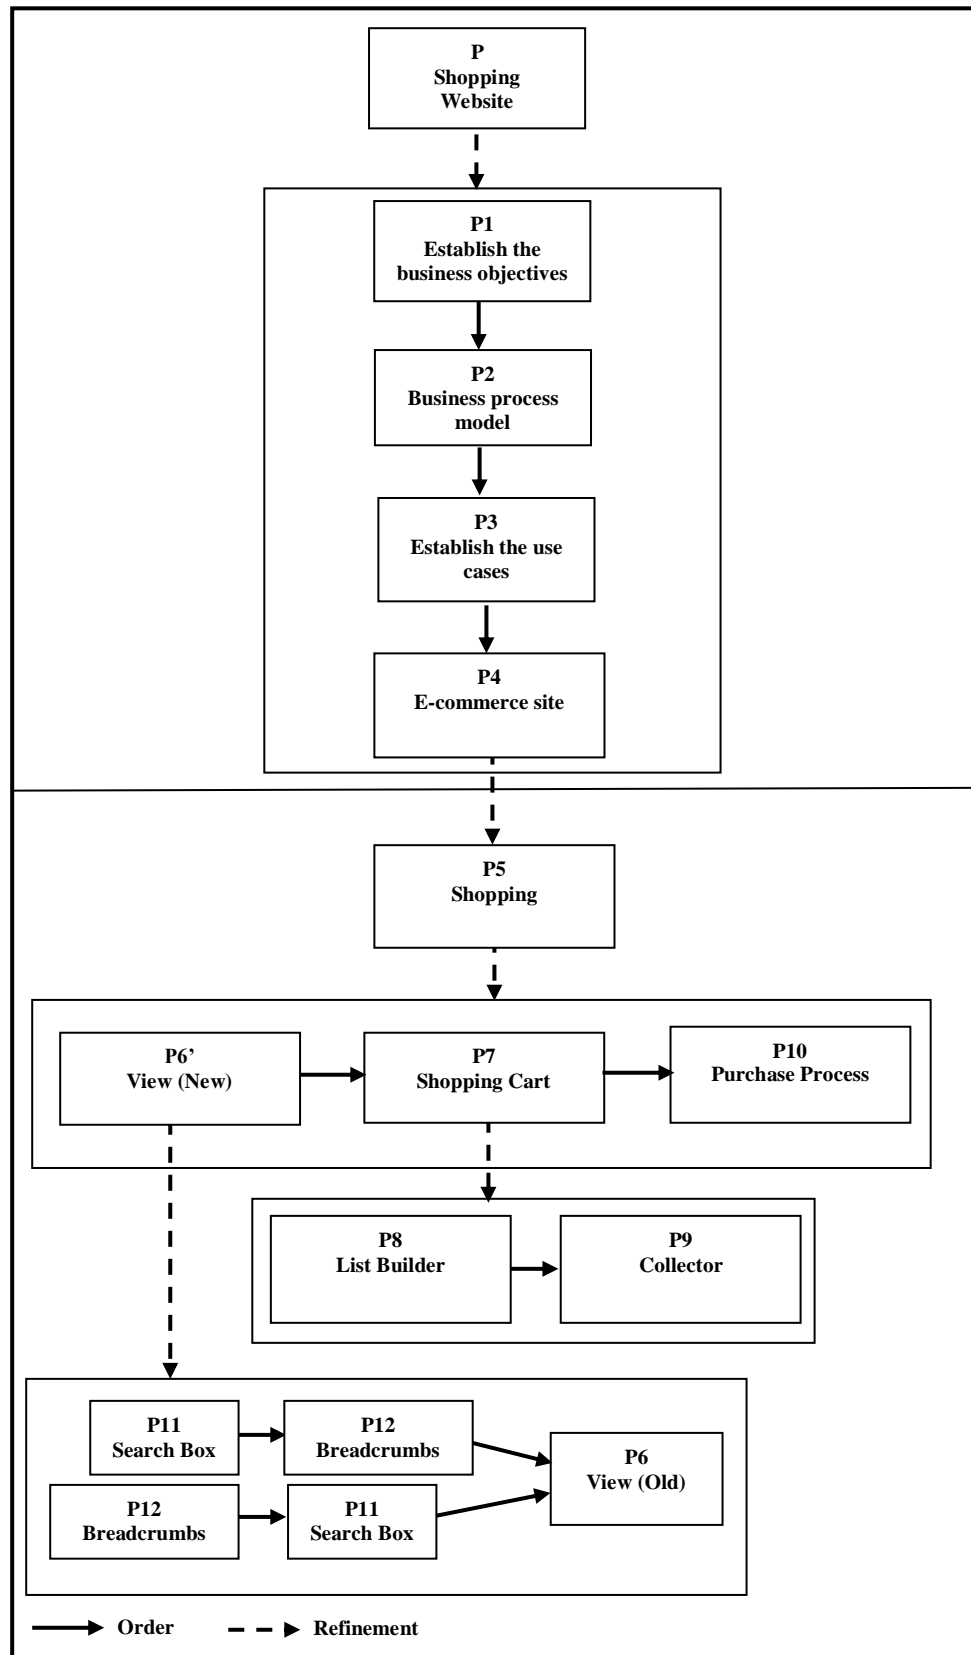 P
Shopping
Website
P1
Establish the
business objectives
P2
Business process
model
P3
Establish the use
cases
P4
E-commerce site
P5
Shopping
P6’
View (New)
P7
Shopping Cart
P10
Purchase Process
P8
List Builder
P9
Collector
P11
Search Box
P12
Breadcrumbs
P6
View (Old)
P12
Breadcrumbs
P11
Search Box
Order
Refinement